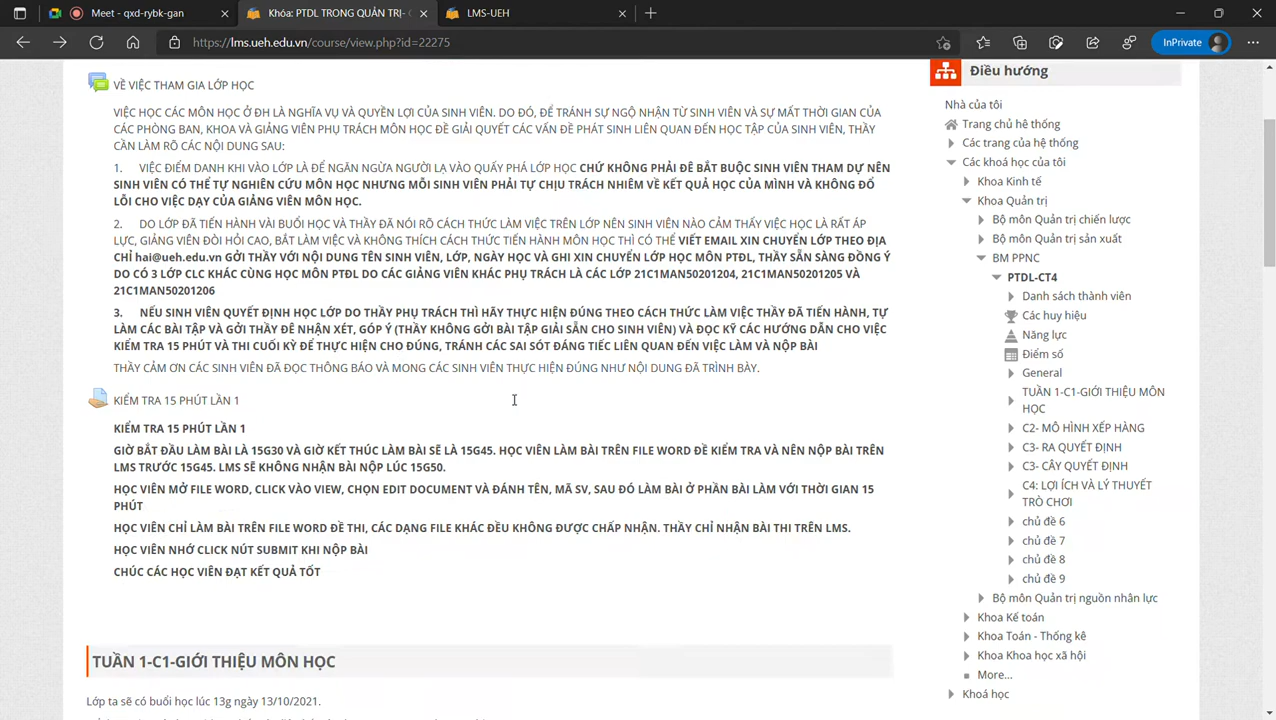 Meet - qxd-rybk-gan
Khóa: PTDL TRONG QUẢN TRỊ- (
LMS-UEH
https://lms.ueh.edu.vn/course/view.php?id=22275
InPrivate
VỀ VIỆC THAM GIA LỚP HỌC
VIỆC HỌC CÁC MÔN HỌC Ở ĐH LÀ NGHĨA VỤ VÀ QUYỀN LỢI CỦA SINH VIÊN. DO ĐÓ, ĐỂ TRÁNH SỰ NGỘ NHẬN TỪ SINH VIÊN VÀ SỰ MẤT THỜI GIAN CỦA
CÁC PHÒNG BAN, KHOA VÀ GIẢNG VIÊN PHỤ TRÁCH MÔN HỌC ĐỀ GIẢI QUYẾT CÁC VẤN ĐỀ PHÁT SINH LIÊN QUAN ĐẾN HỌC TẬP CỦA SINH VIÊN, THẦY
CẦN LÀM RÕ CÁC NỘI DUNG SAU:
1. VIỆC ĐIỂM DANH KHI VÀO LỚP LÀ ĐỂ NGĂN NGỪA NGƯỜI LẠ VÀO QUẤY PHÁ LỚP HỌC CHỨ KHÔNG PHẢI ĐÊ BẮT BUỘC SINH VIÊN THAM DỰ NÊN
SINH VIÊN CÓ THỂ TỰ NGHIÊN CỨU MÔN HỌC NHƯNG MỖI SINH VIÊN PHẢI TỰ CHỊU TRÁCH NHIỆM VỀ KẾT QUẢ HỌC CỦA MÌNH VÀ KHÔNG ĐỔ
LỖI CHO VIỆC DẠY CỦA GIẢNG VIÊN MÔN HỌC.
2. DO LỚP ĐÃ TIẾN HÀNH VÀI BUỔI HỌC VÀ THẦY ĐÃ NÓI RÕ CÁCH THỨC LÀM VIỆC TRÊN LỚP NÊN SINH VIÊN NÀO CẢM THẤY VIỆC HỌC LÀ RẤT ÁP
LỰC, GIẢNG VIÊN ĐÒI HỎI CAO, BẮT LÀM VIỆC VÀ KHÔNG THÍCH CÁCH THỨC TIẾN HÀNH MÔN HỌC THÌ CÓ THỂ VIẾT EMAIL XIN CHUYỂN LỚP THEO ĐỊA
CHỈ hai@ueh.edu.vn GỞI THẦY VỚI NỘI DUNG TÊN SINH VIÊN, LỚP, NGÀY HỌC VÀ GHI XIN CHUYỂN LỚP MÔN PTĐL, THẦY SẴN SÀNG ĐỒNG Ý
DO CÓ 3 LỚP CLC KHÁC CÙNG HỌC MÔN PTĐL DO CÁC GIẢNG VIÊN KHÁC PHỤ TRÁCH LÀ CÁC LỚP 21C1MAN50201204, 21C1MAN50201205 VÀ
21C1MAN50201206
3. NẾU SINH VIÊN QUYẾT ĐỊNH HỌC LỚP DO THẦY PHỤ TRÁCH THÌ HÃY THỰC HIỆN ĐÚNG THEO CÁCH THỨC LÀM VIỆC THẦY ĐÃ TIẾN HÀNH, TỰ
LÀM CÁC BÀI TẬP VÀ GỞI THẦY ĐÊ NHẬN XÉT, GÓP Ý (THẦY KHÔNG GỞI BÀI TẬP GIẢI SẴN CHO SINH VIÊN) VÀ ĐỌC KỸ CÁC HƯỚNG DẪN CHO VIỆC
KIỂM TRA 15 PHÚT VÀ THI CUỐI KỲ ĐỂ THỰC HIỆN CHO ĐÚNG, TRÁNH CÁC SAI SÓT ĐÁNG TIẾC LIÊN QUAN ĐẾN VIỆC LÀM VÀ NỘP BÀI
THẦY CẢM ƠN CÁC SINH VIÊN ĐÃ ĐỌC THÔNG BÁO VÀ MONG CÁC SINH VIÊN THỰC HIỆN ĐÚNG NHƯ NỘI DUNG ĐÃ TRÌNH BÀY.
KIỂM TRA 15 PHÚT LẦN 1
KIỂM TRA 15 PHÚT LẦN 1
GIỜ BẮT ĐẦU LÀM BÀI LÀ 15G30 VÀ GIỜ KẾT THÚC LÀM BÀI SẼ LÀ 15G45. HỌC VIÊN LÀM BÀI TRÊN FILE WORD ĐỀ KIỂM TRA VÀ NÊN NỘP BÀI TRÊN
LMS TRƯỚC 15G45. LMS SẼ KHÔNG NHẬN BÀI NỘP LÚC 15G50.
HỌC VIÊN MỞ FILE WORD, CLICK VÀO VIEW, CHỌN EDIT DOCUMENT VÀ ĐÁNH TÊN, MÃ SV, SAU ĐÓ LÀM BÀI Ở PHẦN BÀI LÀM VỚI THỜI GIAN 15
PHÚT
HỌC VIÊN CHỈ LÀM BÀI TRÊN FILE WORD ĐỀ THI, CÁC DẠNG FILE KHÁC ĐỀU KHÔNG ĐƯỢC CHẤP NHẬN. THẦY CHỈ NHẬN BÀI THI TRÊN LMS.
HỌC VIÊN NHỚ CLICK NÚT SUBMIT KHI NỘP BÀI
CHÚC CÁC HỌC VIÊN ĐẠT KẾT QUẢ TỐT
TUẦN 1-C1-GIỚI THIỆU MÔN HỌC
Lớp ta sẽ có buổi học lúc 13g ngày 13/10/2021.
Điều hướng
Nhà của tôi
Trang chủ hệ thống
Các trang của hệ thống
Các khoá học của tôi
Khoa Kinh tế
Khoa Quản trị
Bộ môn Quản trị chiến lược
Bộ môn Quản trị sản xuất
BM PPNC
PTDL-CT4
Danh sách thành viên
Các huy hiệu
Năng lực
Điểm số
General
TUẦN 1-C1-GIỚI THIỆU MÔN
HỌC
C2- MÔ HÌNH XẾP HÀNG
C3- RA QUYẾT ĐỊNH
C3- CÂY QUYẾT ĐỊNH
C4: LỢI ÍCH VÀ LÝ THUYẾT
TRÒ CHƠI
chủ đề 6
chủ đề 7
chủ đề 8
chủ đề 9
Bộ môn Quản trị nguồn nhân lực
Khoa Kế toán
Khoa Toán - Thống kê
Khoa Khoa học xã hội
More...
Khoá học